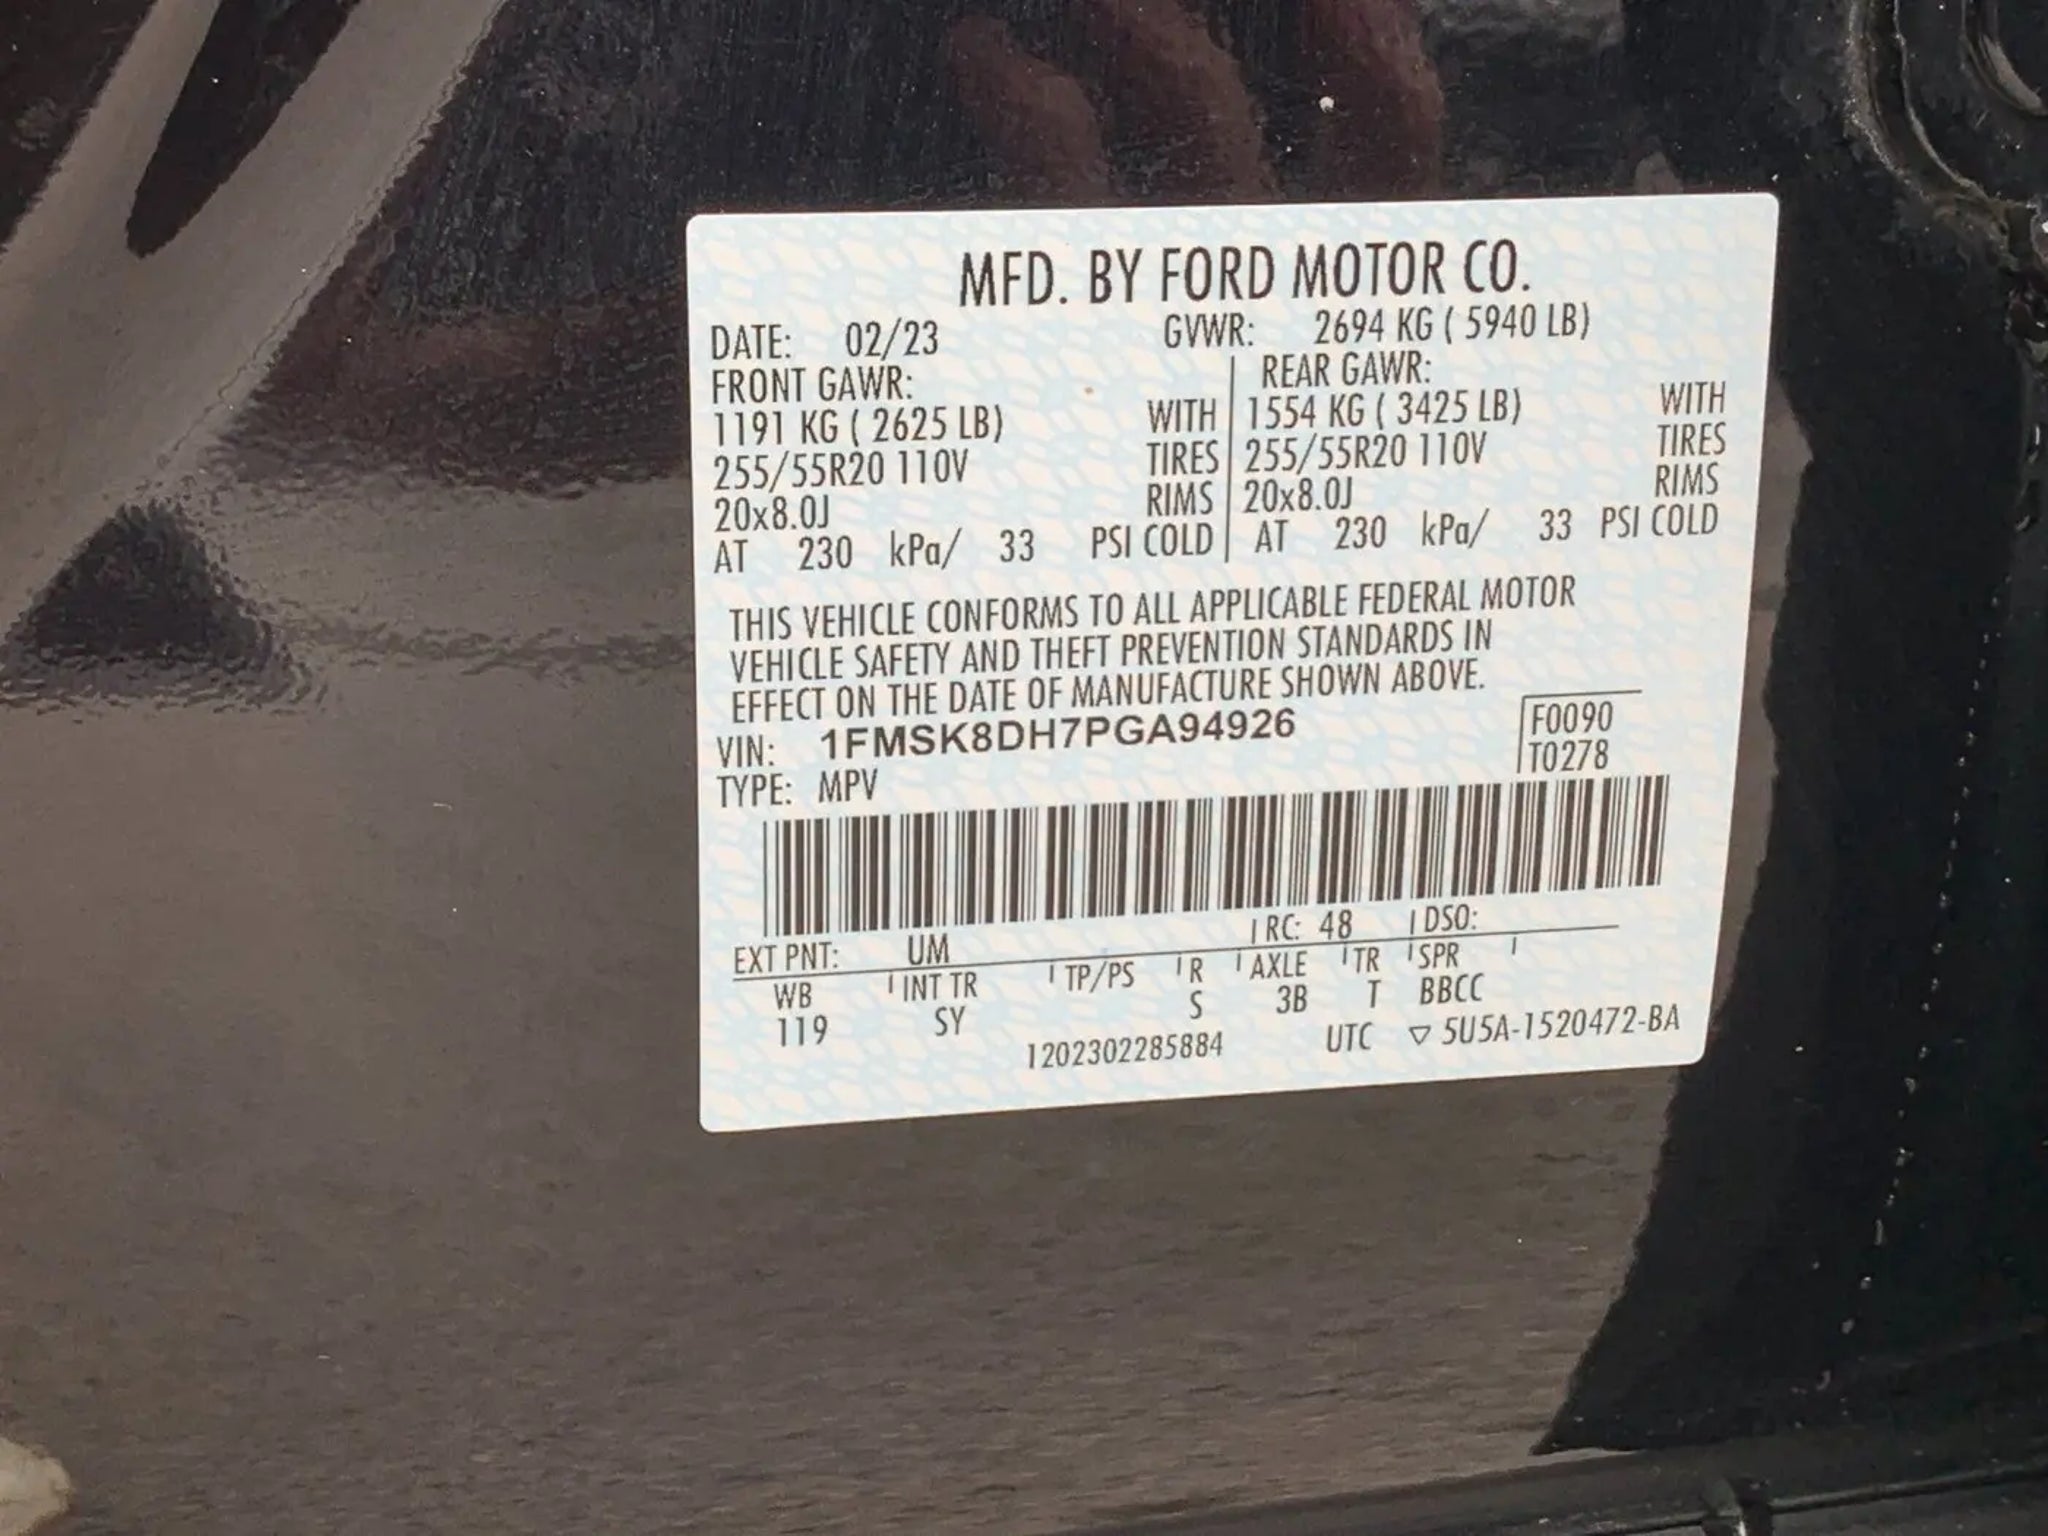 MFD. BY FORD MOTOR CO.
DATE: 02/23 GVWR: 2694 KG ( 5940 LB)
FRONT GAWR: REAR GAWR:
1191 KG ( 2625 LB) WITH 1554 KG ( 3425 LB) WITH
255/55R20 110V TIRES 255/55R20 110V TIRES
20x8.0J RIMS 20x8.0J RIMS
AT 230 kPa/ 33 PSI COLD AT 230 kPa/ 33 PSI COLD
THIS VEHICLE CONFORMS TO ALL APPLICABLE FEDERAL MOTOR
VEHICLE SAFETY AND THEFT PREVENTION STANDARDS IN
EFFECT ON THE DATE OF MANUFACTURE SHOWN ABOVE.
VIN: 1FMSK8DH7PGA94926 F0090
TYPE: MPV T0278
EXT PNT: UM RC: 48 DSO:
WB INT TR TP/PS R AXLE TR SPR
119 SY S 3B T BBCC
1202302285884 UTC ▽ 5U5A-1520472-BA